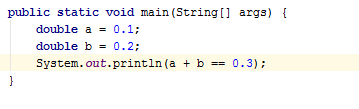 public static void main(String[] args) {
    double a = 0.1;
    double b = 0.2;
    System.out.println(a + b == 0.3);
}